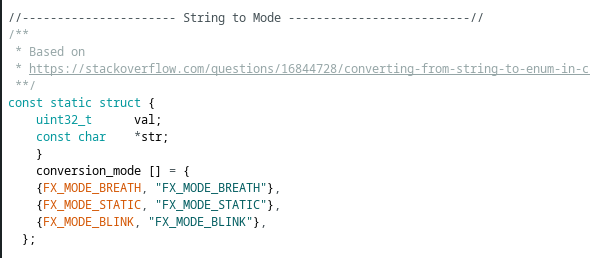 //---------------------- String to Mode --------------------------//
/**
 * Based on
 * https://stackoverflow.com/questions/16844728/converting-from-string-to-enum-in-c
 **/
const static struct {
    uint32_t      val;
    const char    *str;
    }
    conversion_mode [] = {
    {FX_MODE_BREATH, "FX_MODE_BREATH"},
    {FX_MODE_STATIC, "FX_MODE_STATIC"},
    {FX_MODE_BLINK, "FX_MODE_BLINK"},
  };